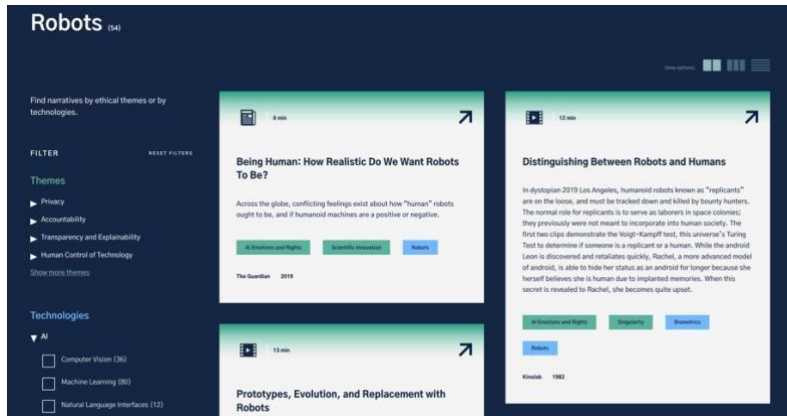 Robots (54)
View options:
Find narratives by ethical themes or by
technologies.
FILTER
RESET FILTERS
Themes
Privacy
Accountability
Transparency and Explainability
Human Control of Technology
Show more themes
Technologies
AI
Computer Vision (36)
Machine Learning (80)
Natural Language Interfaces (12)
6 min
Being Human: How Realistic Do We Want Robots
To Be?
Across the globe, conflicting feelings exist about how "human" robots
ought to be, and if humanoid machines are a positive or negative.
AI Emotions and Rights
Scientific Innovation
Robots
The Guardian 2019
13 min
Prototypes, Evolution, and Replacement with
Robots
12 min
Distinguishing Between Robots and Humans
In dystopian 2019 Los Angeles, humanoid robots known as "replicants"
are on the loose, and must be tracked down and killed by bounty hunters.
The normal role for replicants is to serve as laborers in space colonies;
they previously were not meant to incorporate into human society. The
first two clips demonstrate the Voigt-Kampff test, this universe's Turing
Test to determine if someone is a replicant or a human. While the android
Leon is discovered and retaliates quickly, Rachel, a more advanced model
of android, is able to hide her status as an android for longer because she
herself believes she is human due to implanted memories. When this
secret is revealed to Rachel, she becomes quite upset.
AI Emotions and Rights
Singularity
Biometrics
Robots
Kinolab 1982